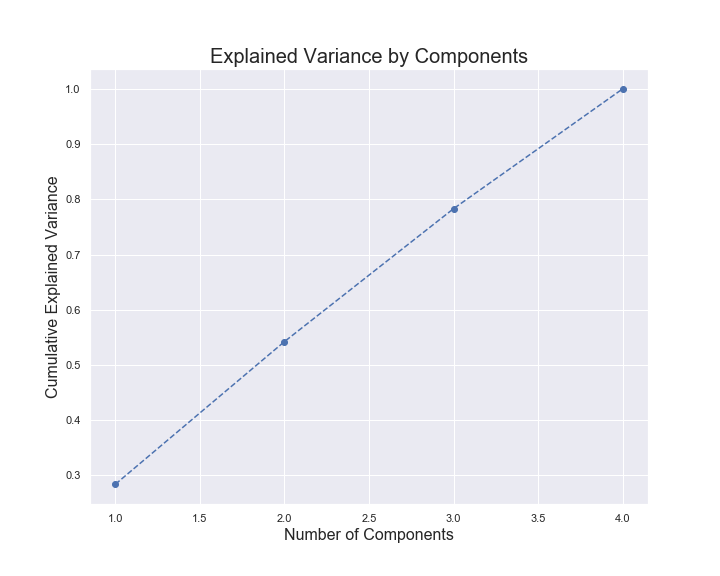 Explained Variance by Components
1.0
0.9
0.8
0.7
0.6
0.5
0.4
0.3
Cumulative Explained Variance
1.0 1.5 2.0 2.5 3.0 3.5 4.0
Number of Components